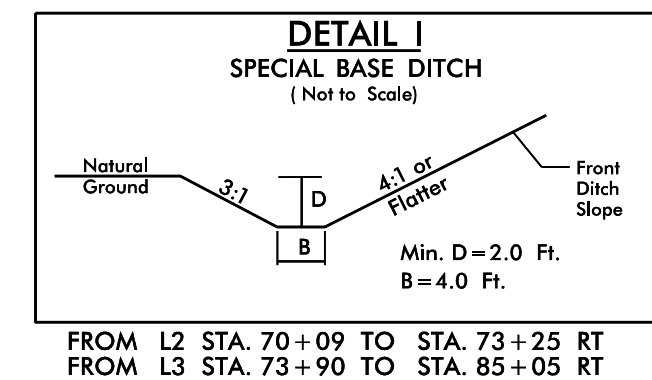 DETAIL I
SPECIAL BASE DITCH
( Not to Scale)
Natural
Ground
3:1
D
B
4:1 or
Flatter
Front
Ditch
Slope
Min. D=2.0 Ft.
B=4.0 Ft.
FROM L2 STA. 70+09 TO STA. 73+25 RT
FROM L3 STA. 73+90 TO STA. 85+05 RT